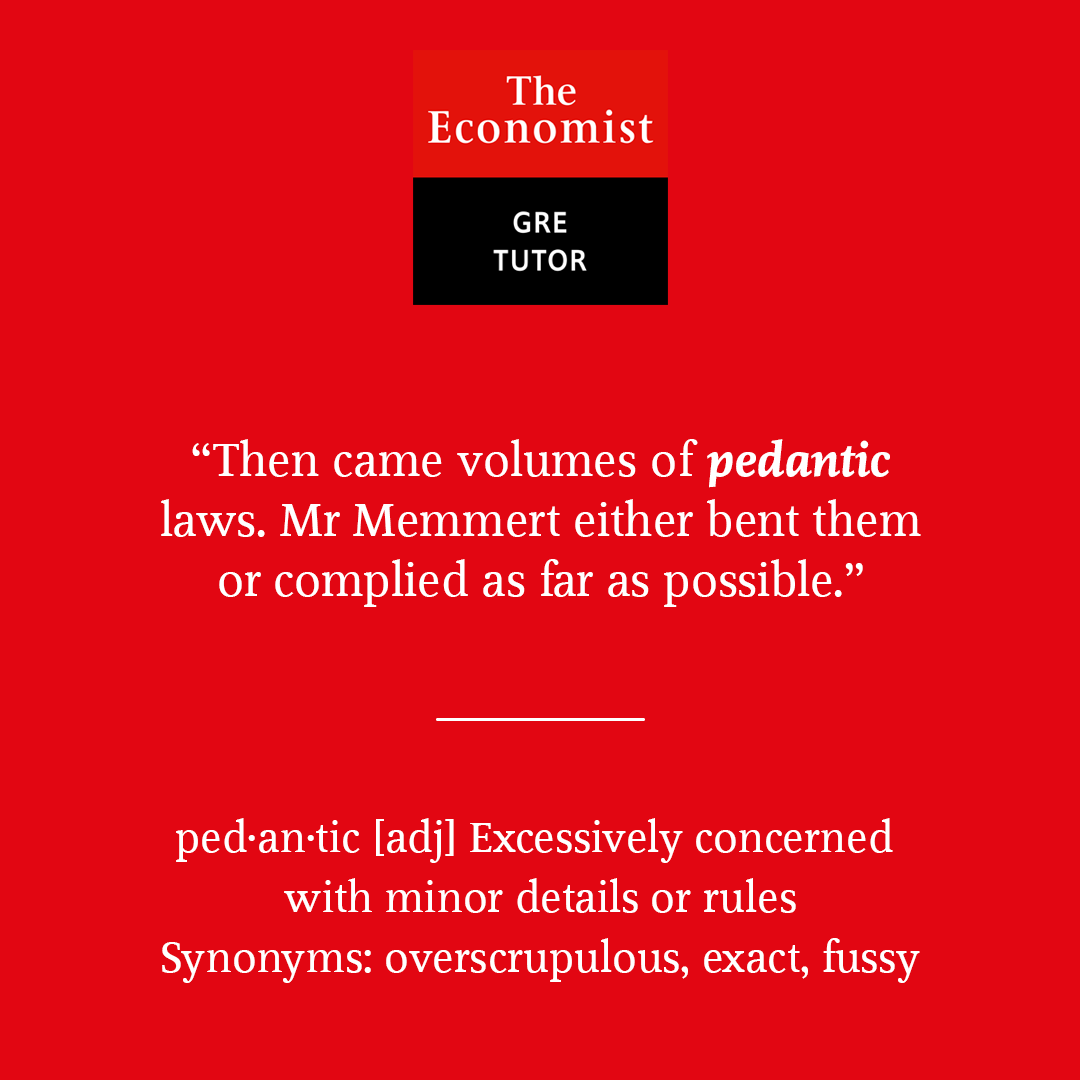 The
Economist
GRE
TUTOR
“Then came volumes of pedantic
laws. Mr Memmert either bent them
or complied as far as possible.”
ped·an·tic [adj] Excessively concerned
with minor details or rules
Synonyms: overscrupulous, exact, fussy